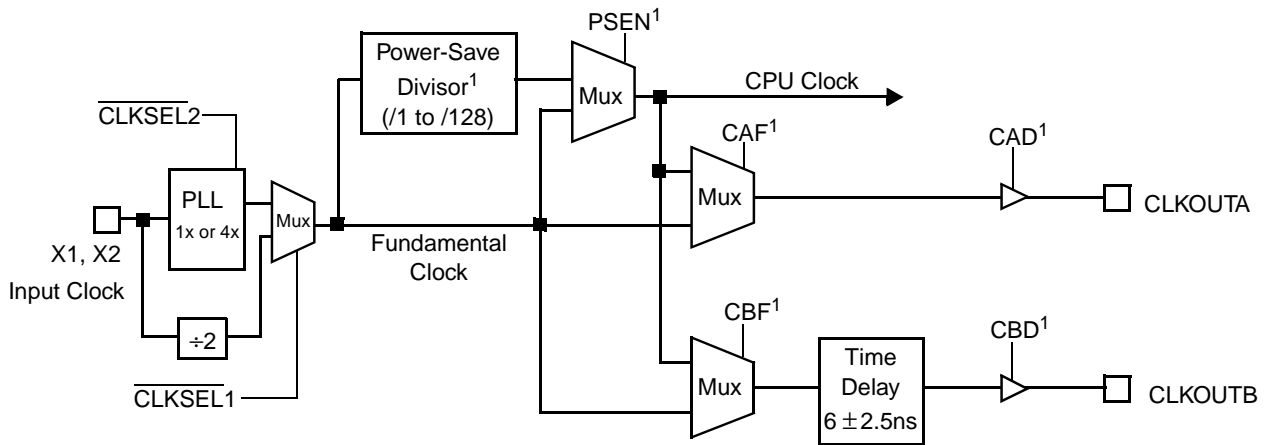 PSEN1
Power-Save
Divisor1
(/1 to /128)
Mux
CPU Clock
CLKSEL2
CAF1
CAD1
PLL
1x or 4x
Mux
Mux
CLKOUTA
X1, X2
Input Clock
Fundamental
Clock
÷2
CBF1
CBD1
Time
Delay
6 ± 2.5ns
Mux
CLKOUTB
CLKSEL1